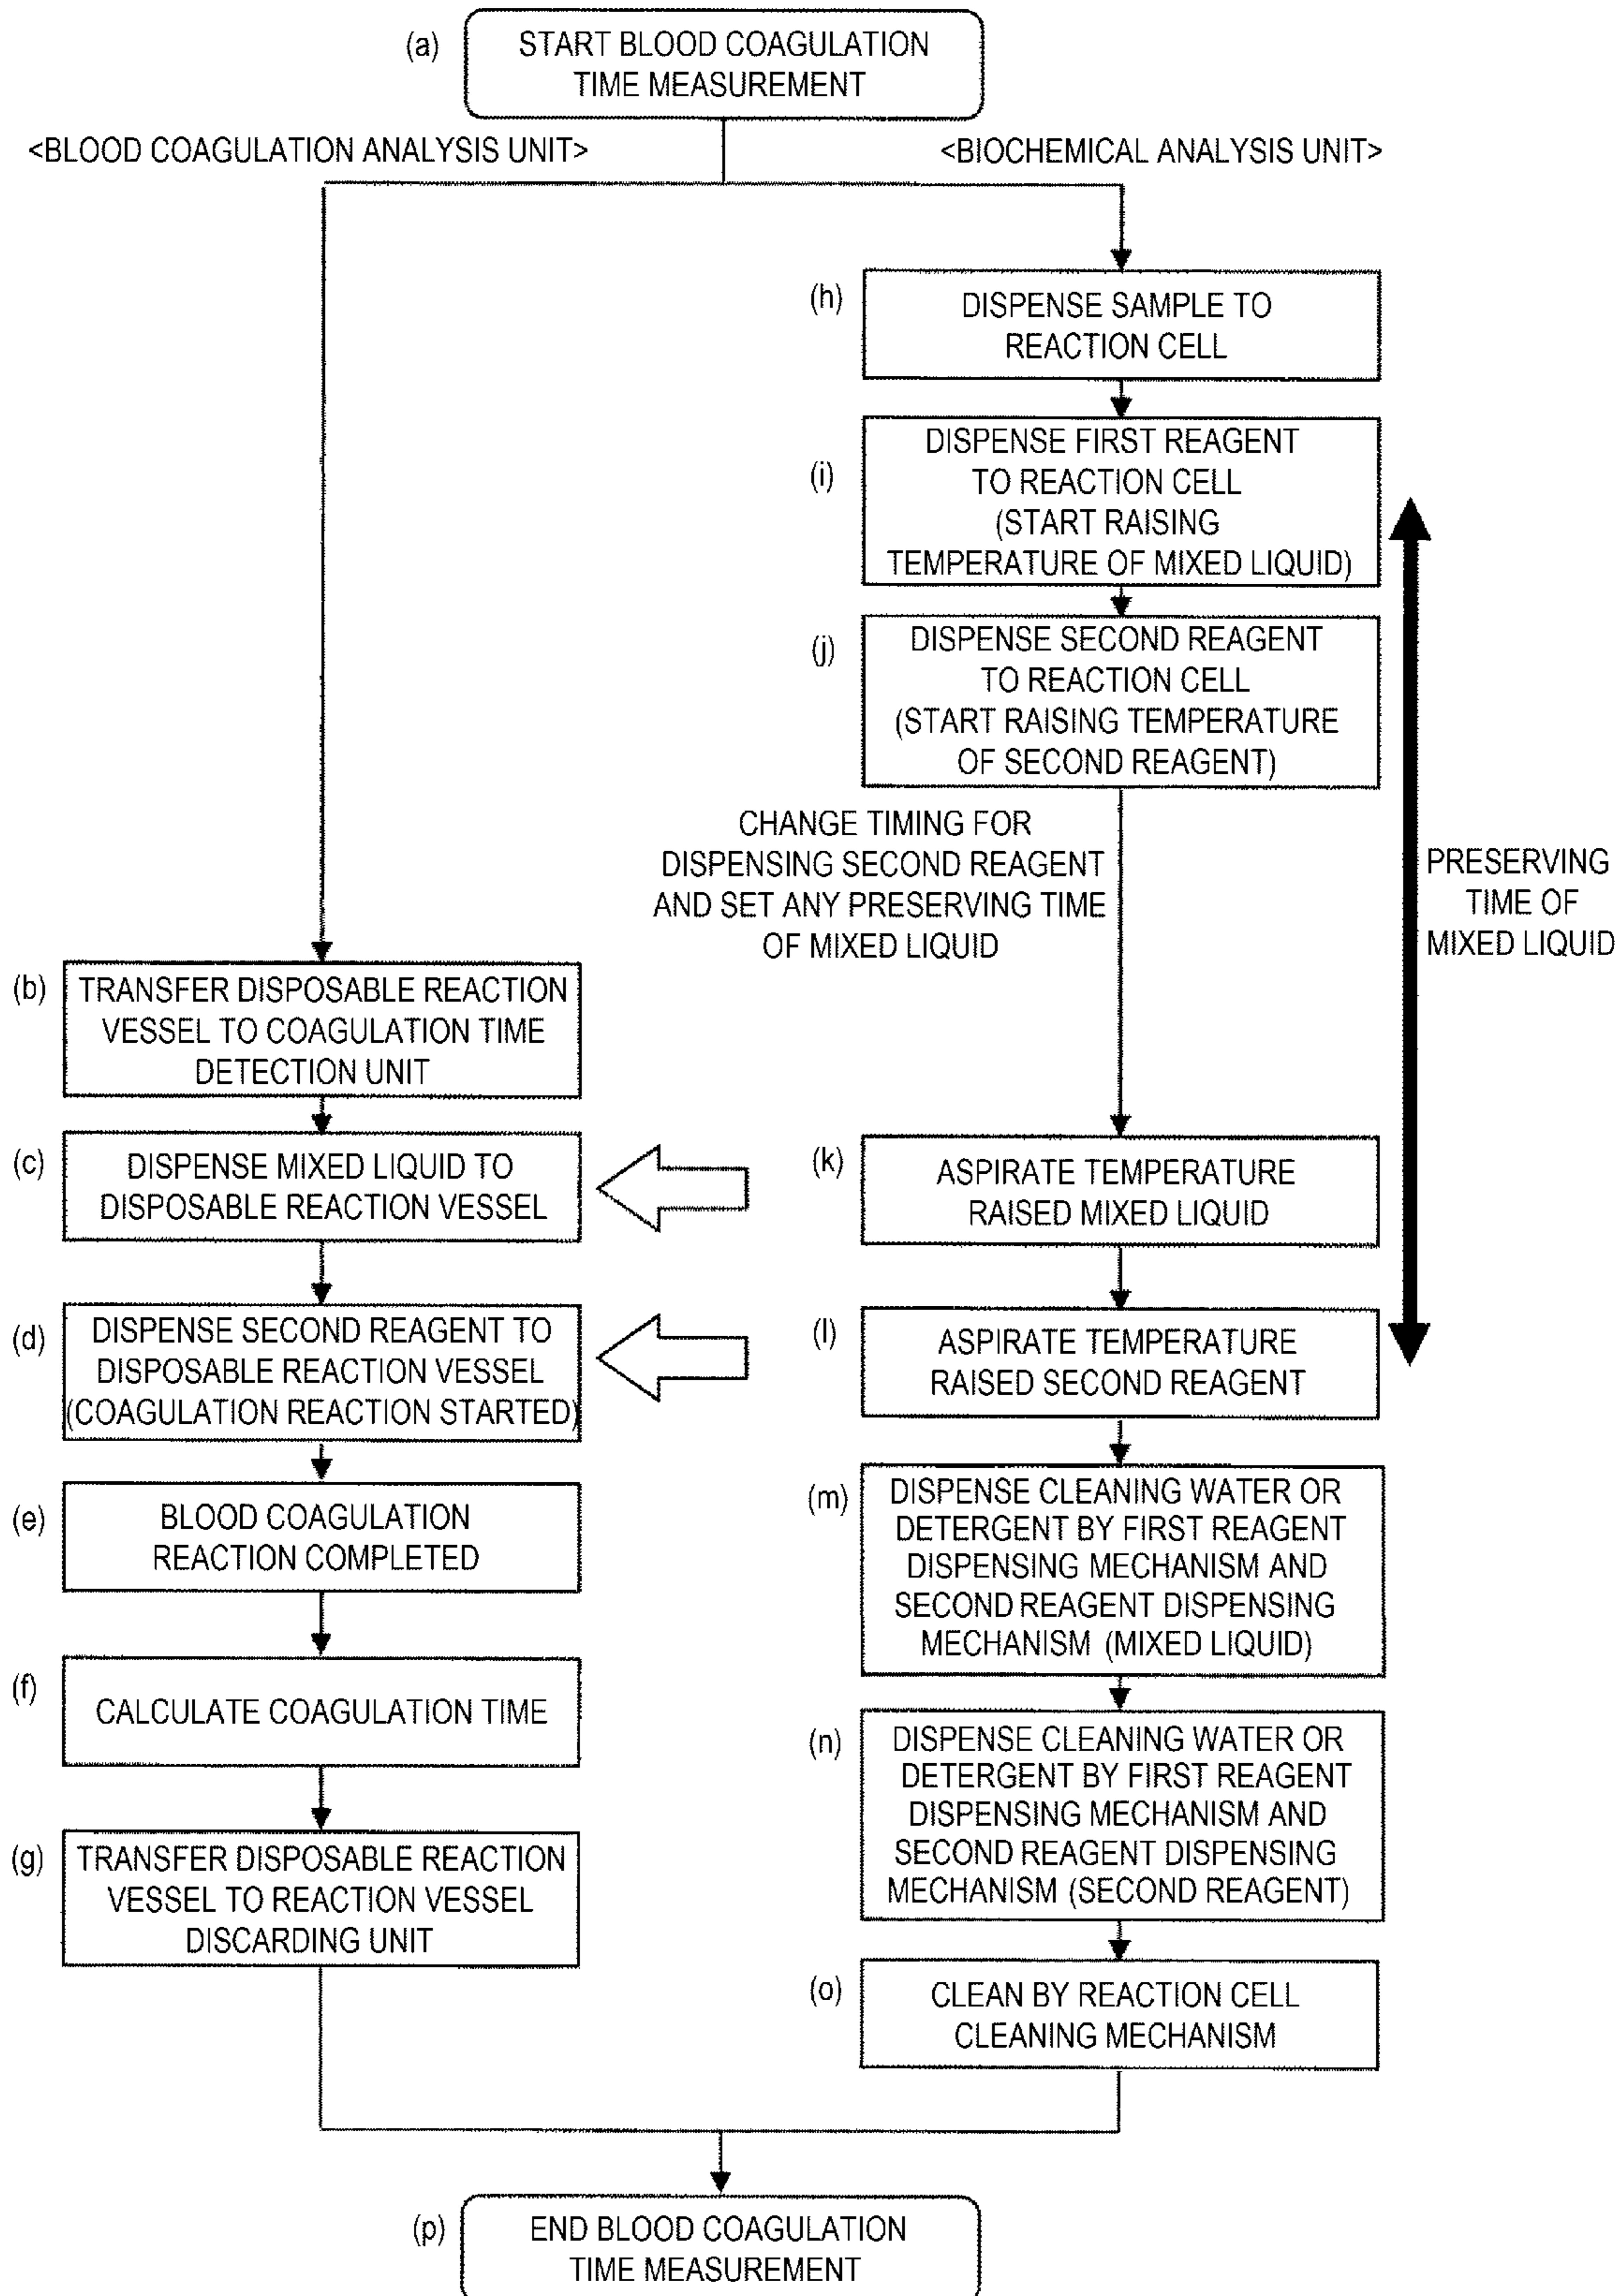 (a)
START BLOOD COAGULATION
TIME MEASUREMENT
<BLOOD COAGULATION ANALYSIS UNIT>
<BIOCHEMICAL ANALYSIS UNIT>
(h)
DISPENSE SAMPLE TO
REACTION CELL
(i)
DISPENSE FIRST REAGENT
TO REACTION CELL
(START RAISING
TEMPERATURE OF MIXED LIQUID)
(j)
DISPENSE SECOND REAGENT
TO REACTION CELL
(START RAISING TEMPERATURE
OF SECOND REAGENT)
CHANGE TIMING FOR
DISPENSING SECOND REAGENT
AND SET ANY PRESERVING TIME
OF MIXED LIQUID
PRESERVING
TIME OF
MIXED LIQUID
(b)
TRANSFER DISPOSABLE REACTION
VESSEL TO COAGULATION TIME
DETECTION UNIT
(c)
DISPENSE MIXED LIQUID TO
DISPOSABLE REACTION VESSEL
(k)
ASPIRATE TEMPERATURE
RAISED MIXED LIQUID
(d)
DISPENSE SECOND REAGENT TO
DISPOSABLE REACTION VESSEL
(COAGULATION REACTION STARTED)
(l)
ASPIRATE TEMPERATURE
RAISED SECOND REAGENT
(e)
BLOOD COAGULATION
REACTION COMPLETED
(m)
DISPENSE CLEANING WATER OR
DETERGENT BY FIRST REAGENT
DISPENSING MECHANISM AND
SECOND REAGENT DISPENSING
MECHANISM (MIXED LIQUID)
(f)
CALCULATE COAGULATION TIME
(n)
DISPENSE CLEANING WATER OR
DETERGENT BY FIRST REAGENT
DISPENSING MECHANISM AND
SECOND REAGENT DISPENSING
MECHANISM (SECOND REAGENT)
(g)
TRANSFER DISPOSABLE REACTION
VESSEL TO REACTION VESSEL
DISCARDING UNIT
(o)
CLEAN BY REACTION CELL
CLEANING MECHANISM
(p)
END BLOOD COAGULATION
TIME MEASUREMENT